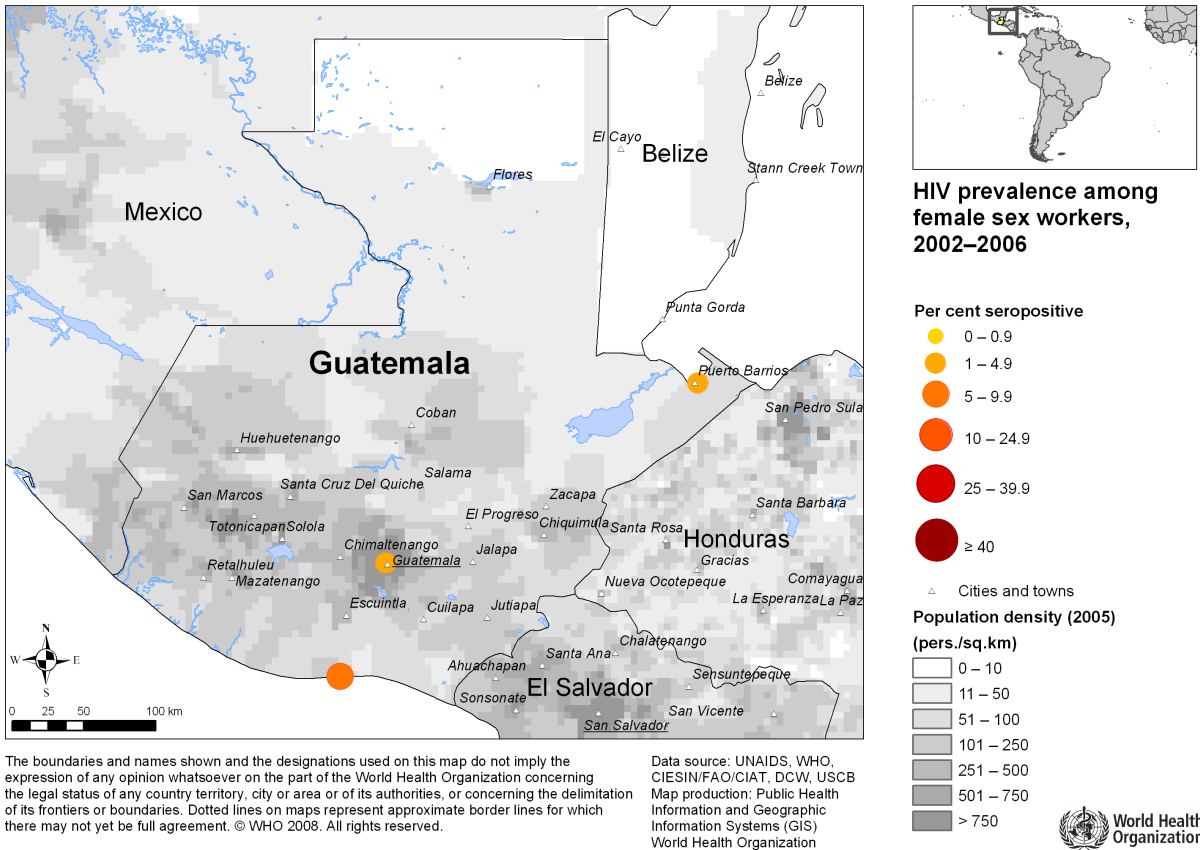 Belize
El Cayo
Belize
Stann Creek Town
Flores
Mexico
Punta Gorda
Guatemala
Puerto Barrios
San Pedro Sula
Coban
Huehuetenango
Salama
Santa Cruz Del Quiche
San Marcos
Zacapa
Santa Barbara
El Progreso
TotonicapanSolola
Chiquimula
Santa Rosa
Honduras
Chimaltenango
Jalapa
Guatemala
Gracias
Retalhuleu
Mazatenango
Nueva Ocotepeque
Comayagua
Escuintla
Cuilapa
Jutiapa
La Esperanza
La Paz
Chalatenango
Santa Ana
Ahuachapan
Sensuntepeque
El Salvador
Sonsonate
San Vicente
San Salvador
N
W E
S
0 25 50 100 km
HIV prevalence among
female sex workers,
2002–2006
Per cent seropositive
0 – 0.9
1 – 4.9
5 – 9.9
10 – 24.9
25 – 39.9
≥ 40
Cities and towns
Population density (2005)
(pers./sq.km)
0 – 10
11 – 50
51 – 100
101 – 250
251 – 500
501 – 750
> 750
The boundaries and names shown and the designations used on this map do not imply the
expression of any opinion whatsoever on the part of the World Health Organization concerning
the legal status of any country territory, city or area or of its authorities, or concerning the delimitation
of its frontiers or boundaries. Dotted lines on maps represent approximate border lines for which
there may not yet be full agreement. © WHO 2008. All rights reserved.
Data source: UNAIDS, WHO,
CIESIN/FAO/CIAT, DCW, USCB
Map production: Public Health
Information and Geographic
Information Systems (GIS)
World Health Organization
World Health
Organization